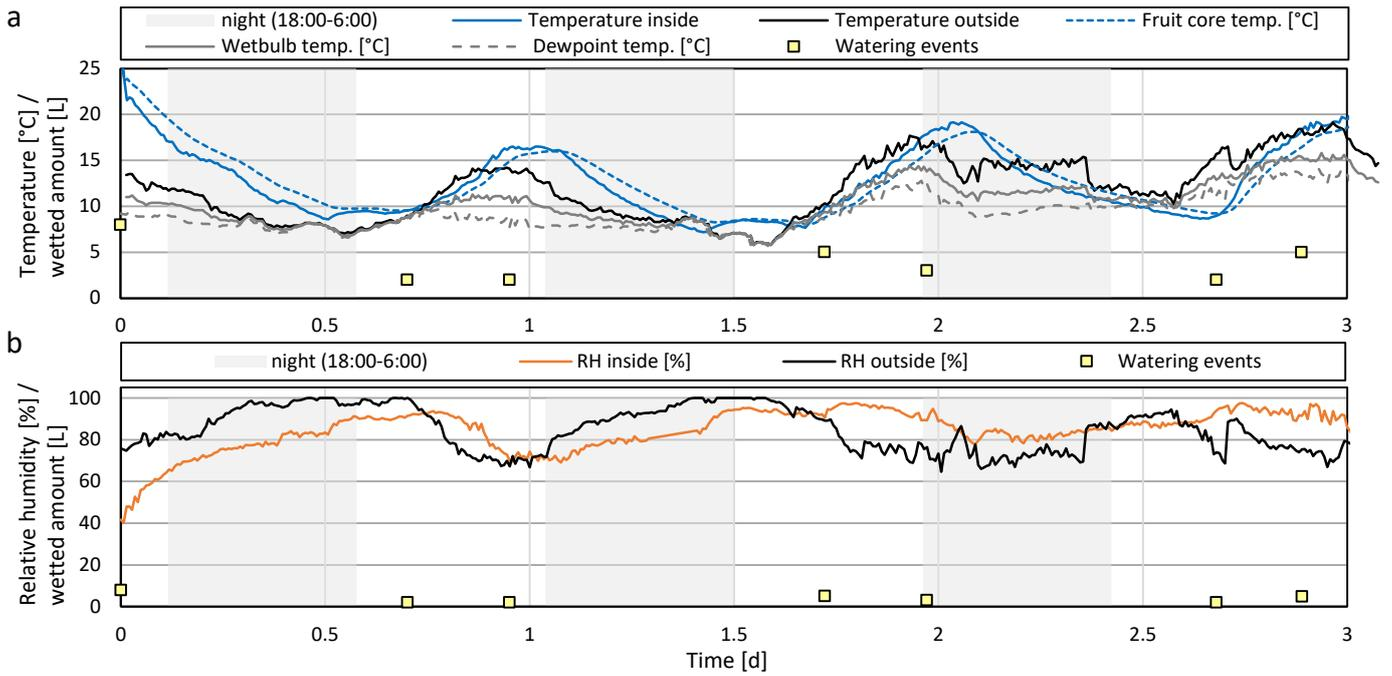 a
night (18:00-6:00) Temperature inside Temperature outside Fruit core temp. [°C]
Wetbulb temp. [°C] Dewpoint temp. [°C] Watering events
Temperature [°C] /
wetted amount [L]
25
20
15
10
5
0
0 0.5 1 1.5 2 2.5 3
b
night (18:00-6:00) RH inside [%] RH outside [%] Watering events
Relative humidity [%] /
wetted amount [L]
100
80
60
40
20
0
0 0.5 1 1.5 2 2.5 3
Time [d]